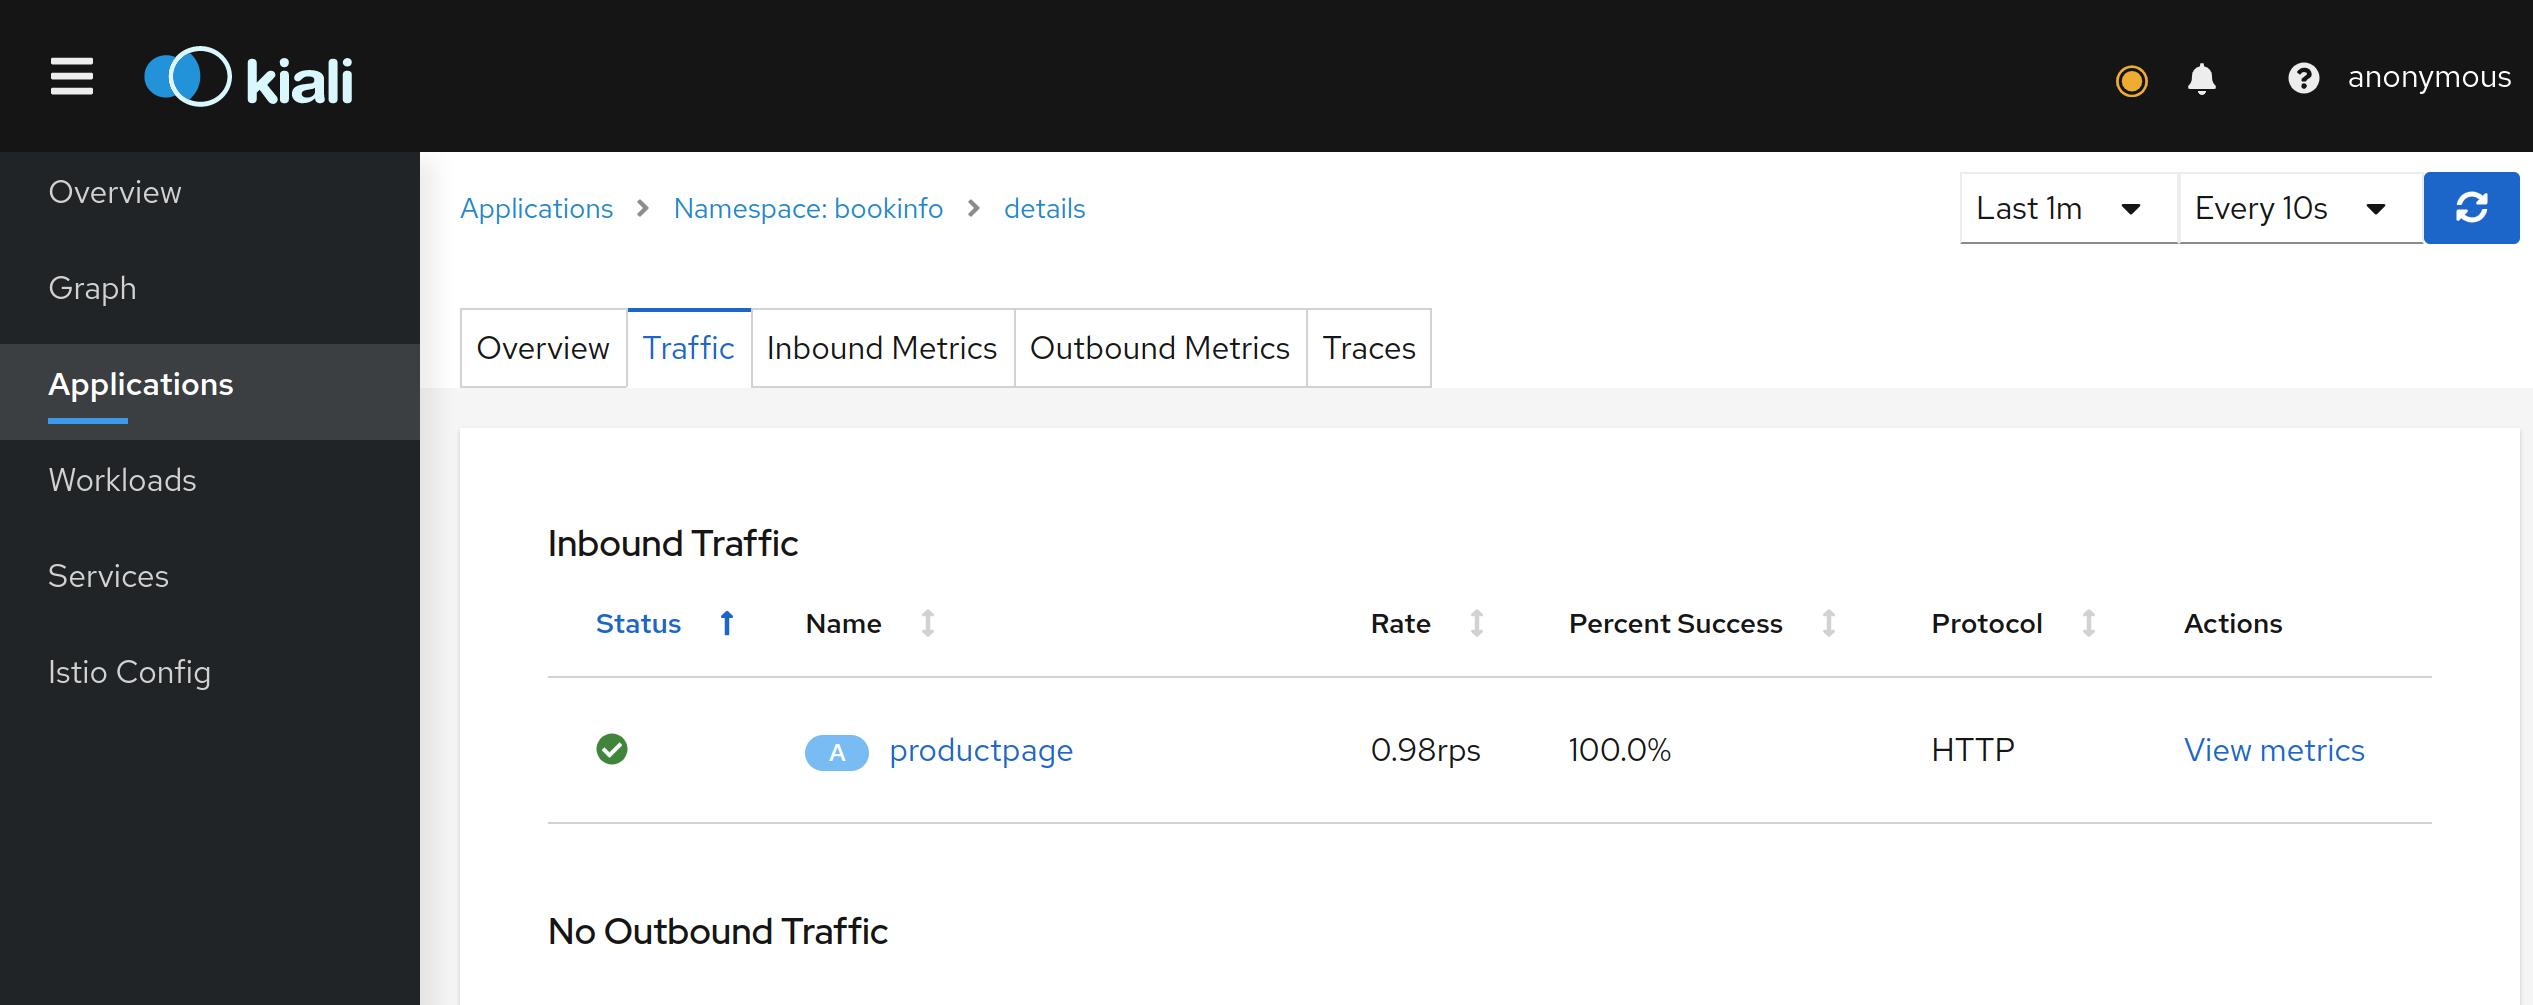 kiali
anonymous
Overview
Graph
Applications
Workloads
Services
Istio Config
Applications > Namespace: bookinfo > details
Last 1m
Every 10s
Overview Traffic Inbound Metrics Outbound Metrics Traces
Inbound Traffic
Status Name Rate Percent Success Protocol Actions
A productpage 0.98rps 100.0% HTTP View metrics
No Outbound Traffic